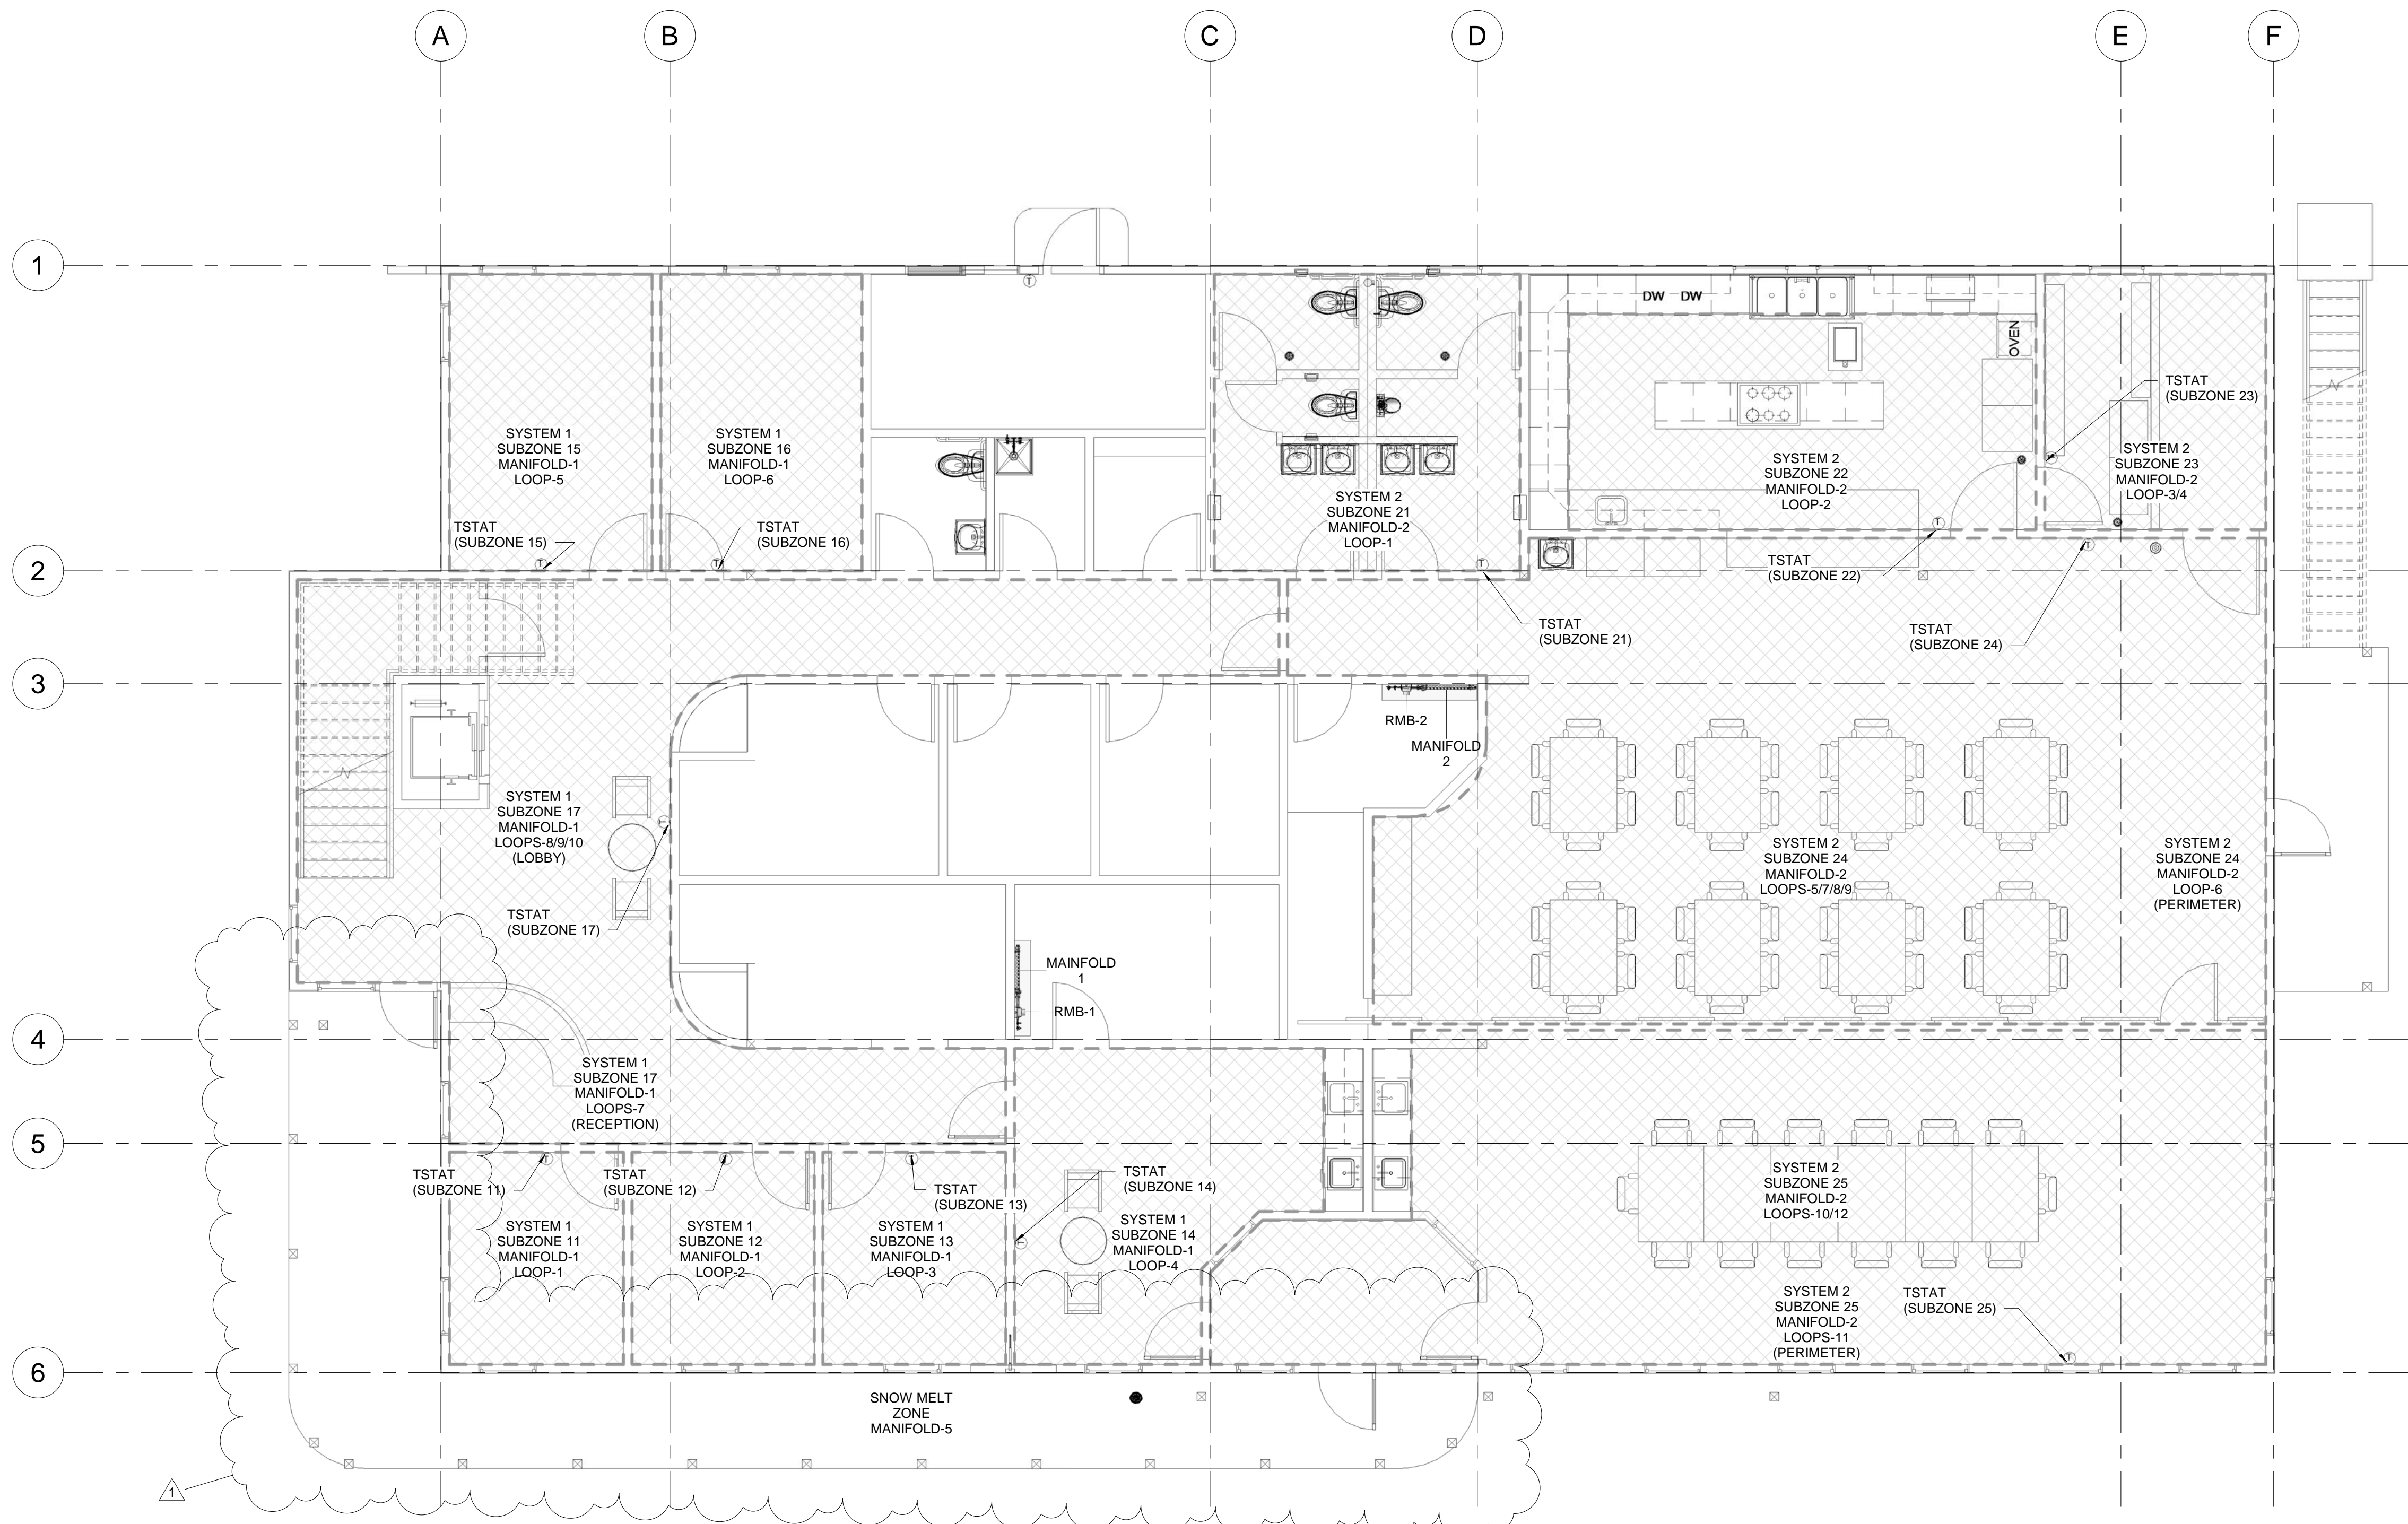 A
B
C
D
E
F
1
DW
DW
OVEN
T
TSTAT
(SUBZONE 23)
SYSTEM 1
SUBZONE 15
MANIFOLD-1
LOOP-5
SYSTEM 1
SUBZONE 16
MANIFOLD-1
LOOP-6
SYSTEM 2
SUBZONE 21
MANIFOLD-2
LOOP-1
SYSTEM 2
SUBZONE 22
MANIFOLD-2
LOOP-2
SYSTEM 2
SUBZONE 23
MANIFOLD-2
LOOP-3/4
T
TSTAT
(SUBZONE 15)
T
TSTAT
(SUBZONE 16)
T
T
T
TSTAT
(SUBZONE 22)
T
2
TSTAT
(SUBZONE 21)
TSTAT
(SUBZONE 24)
3
RMB-2
MANIFOLD
2
SYSTEM 1
SUBZONE 17
MANIFOLD-1
LOOPS-8/9/10
(LOBBY)
T
TSTAT
(SUBZONE 17)
SYSTEM 2
SUBZONE 24
MANIFOLD-2
LOOPS-5/7/8/9
SYSTEM 2
SUBZONE 24
MANIFOLD-2
LOOP-6
(PERIMETER)
MAINFOLD
1
RMB-1
4
SYSTEM 1
SUBZONE 17
MANIFOLD-1
LOOPS-7
(RECEPTION)
5
TSTAT
(SUBZONE 11)
T
TSTAT
(SUBZONE 12)
T
T
TSTAT
(SUBZONE 13)
TSTAT
(SUBZONE 14)
T
SYSTEM 1
SUBZONE 11
MANIFOLD-1
LOOP-1
SYSTEM 1
SUBZONE 12
MANIFOLD-1
LOOP-2
SYSTEM 1
SUBZONE 13
MANIFOLD-1
LOOP-3
SYSTEM 1
SUBZONE 14
MANIFOLD-1
LOOP-4
SYSTEM 2
SUBZONE 25
MANIFOLD-2
LOOPS-10/12
SYSTEM 2
SUBZONE 25
MANIFOLD-2
LOOPS-11
(PERIMETER)
TSTAT
(SUBZONE 25)
T
6
SNOW MELT
ZONE
MANIFOLD-5
1